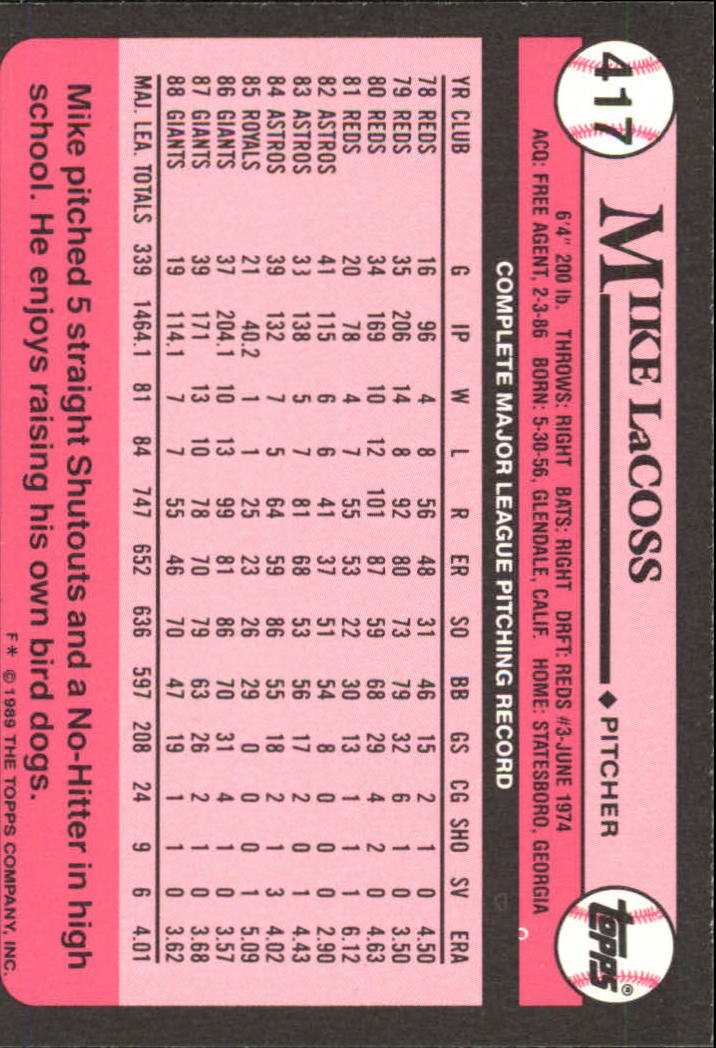 417
MIKE LaCOSS
◆ PITCHER
topps®
6'4" 200 lb. THROWS: RIGHT BATS: RIGHT DRFT: REDS #3-JUNE 1974
ACQ: FREE AGENT, 2-3-86 BORN: 5-30-56, GLENDALE, CALIF. HOME: STATESBORO, GEORGIA
COMPLETE MAJOR LEAGUE PITCHING RECORD
YR CLUB G IP W L R ER SO BB GS CG SHO SV ERA
78 REDS 16 96 4 8 56 48 31 46 15 2 1 0 4.50
79 REDS 35 206 14 8 92 80 73 79 32 6 1 0 3.50
80 REDS 34 169 10 12 101 87 59 68 29 4 2 0 4.63
81 REDS 20 78 4 7 55 53 22 30 13 1 1 1 6.12
82 ASTROS 41 115 6 6 41 37 51 54 8 0 0 0 2.90
83 ASTROS 33 138 5 7 81 68 53 56 17 2 0 1 4.43
84 ASTROS 39 132 7 5 64 59 86 55 18 2 1 3 4.02
85 ROYALS 21 40.2 1 1 25 23 26 29 0 0 0 1 5.09
86 GIANTS 37 204.1 10 13 99 81 86 70 31 4 1 0 3.57
87 GIANTS 39 171 13 10 78 70 79 63 26 2 1 0 3.68
88 GIANTS 19 114.1 7 7 55 46 70 47 19 1 1 0 3.62
MAJ. LEA. TOTALS 339 1464.1 81 84 747 652 636 597 208 24 9 6 4.01
Mike pitched 5 straight Shutouts and a No-Hitter in high
school. He enjoys raising his own bird dogs.
F* © 1989 THE TOPPS COMPANY, INC.